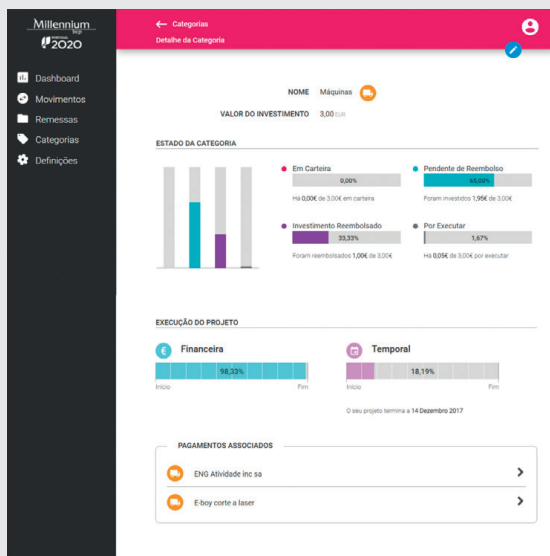 Millennium
bcp
PORTUGAL
2020
Dashboard
Movimentos
Remessas
Categorias
Definições
← Categorias
Detalhe da Categoria
NOME Máquinas
VALOR DO INVESTIMENTO 3,00 EUR
ESTADO DA CATEGORIA
Em Carteira
0,00%
Há 0,00€ de 3,00€ em carteira
Pendente de Reembolso
65,00%
Foram investidos 1,95€ de 3,00€
Investimento Reembolsado
33,33%
Foram reembolsados 1,00€ de 3,00€
Por Executar
1,67%
Há 0,05€ de 3,00€ por executar
EXECUÇÃO DO PROJETO
€ Financeira
98,33%
Início Fim
Temporal
18,19%
Início Fim
O seu projeto termina a 14 Dezembro 2017
PAGAMENTOS ASSOCIADOS
ENG Atividade inc sa
E-boy corte a laser